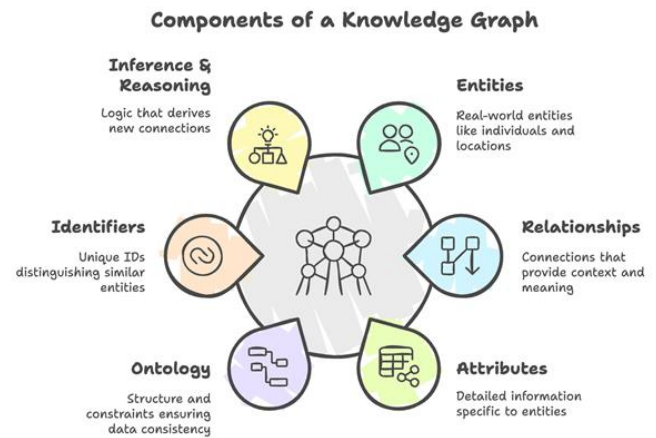 Components of a Knowledge Graph
Inference &
Reasoning
Logic that derives
new connections
Entities
Real-world entities
like individuals and
locations
Identifiers
Unique IDs
distinguishing similar
entities
Relationships
Connections that
provide context and
meaning
Ontology
Structure and
constraints ensuring
data consistency
Attributes
Detailed information
specific to entities